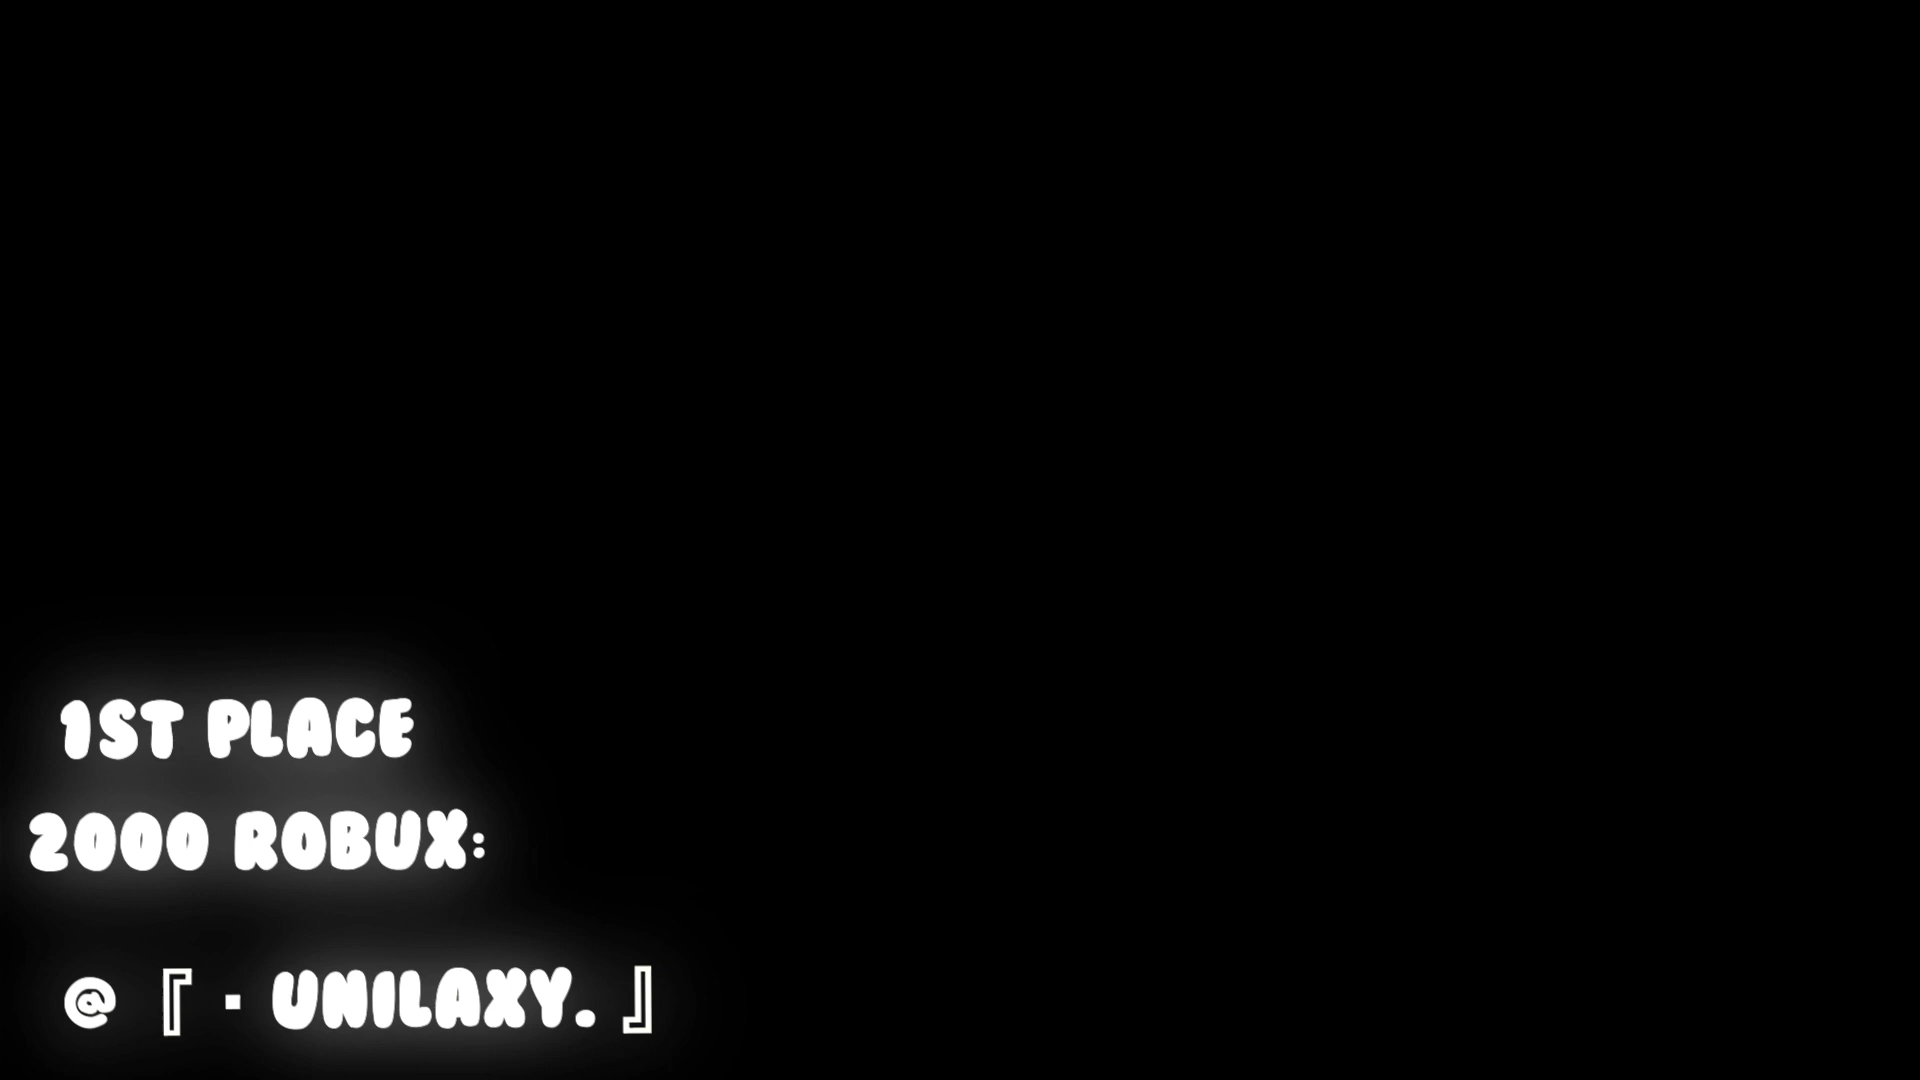 1ST PLACE
2000 ROBUX:
@ 『 · UNILAXY. 』